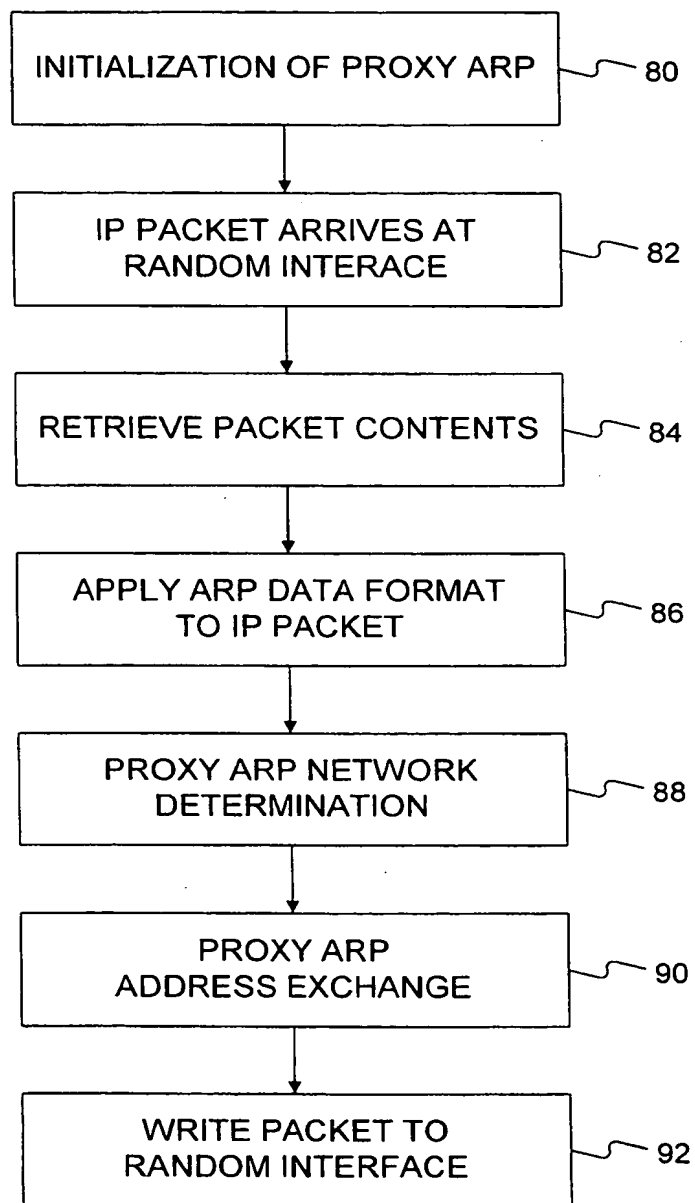 INITIALIZATION OF PROXY ARP
80
IP PACKET ARRIVES AT
RANDOM INTERACE
82
RETRIEVE PACKET CONTENTS
84
APPLY ARP DATA FORMAT
TO IP PACKET
86
PROXY ARP NETWORK
DETERMINATION
88
PROXY ARP
ADDRESS EXCHANGE
90
WRITE PACKET TO
RANDOM INTERFACE
92